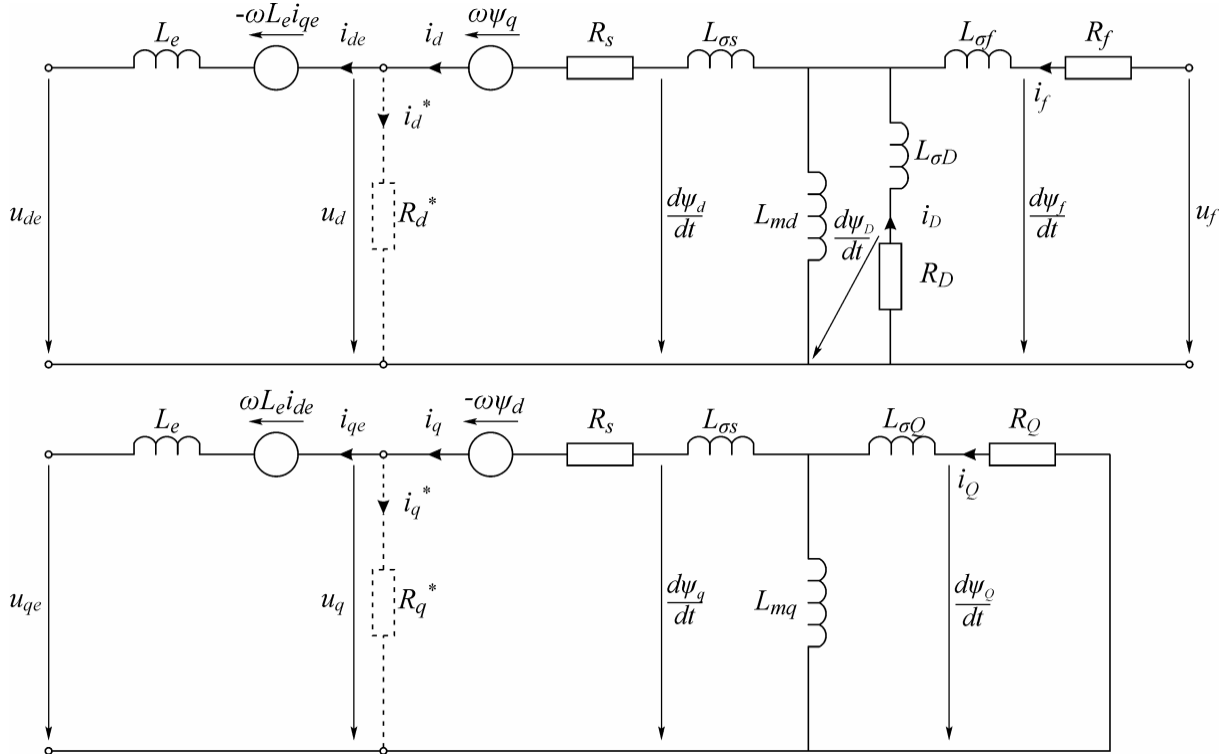 L_e -ωL_e i_qe i_de i_d ωψ_q R_s L_σs L_σf R_f
i_d^* i_f
L_σD
u_de u_d R_d^* dψ_d/dt L_md dψ_D/dt i_D dψ_f/dt u_f
R_D
L_e ωL_e i_de i_qe i_q -ωψ_d R_s L_σs L_σQ R_Q
i_q^* i_Q
u_qe u_q R_q^* dψ_q/dt L_mq dψ_Q/dt